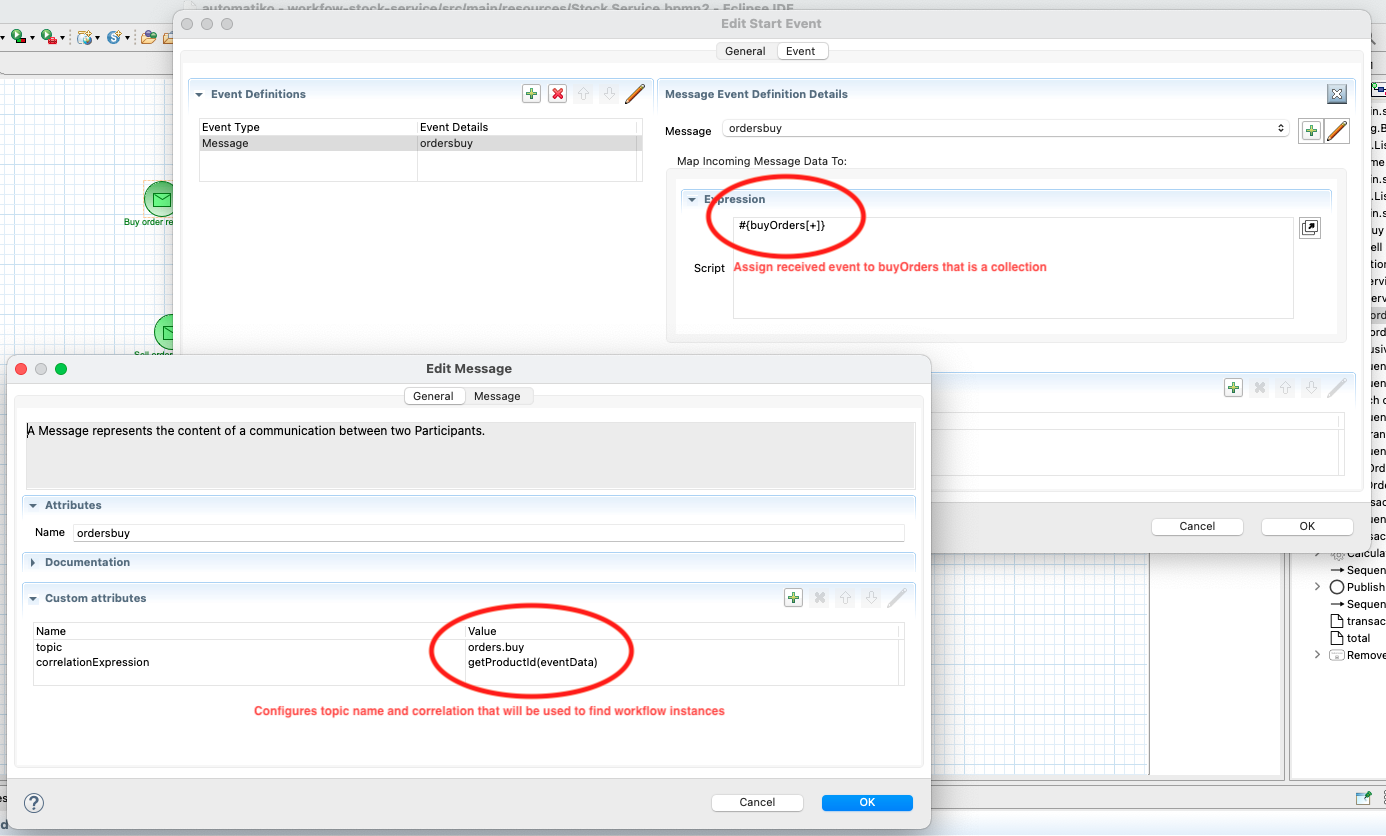 automatiko - workfow-stock-service/src/main/resources/Stock Service.bpmn2 - Eclipse IDE
Edit Start Event
General Event
Event Definitions
Event Type Event Details
Message ordersbuy
Message Event Definition Details
Message ordersbuy
Map Incoming Message Data To:
Expression
#{buyOrders[+]}
Script
Assign received event to buyOrders that is a collection
Buy order re
Sell order
Cancel OK
Edit Message
General Message
A Message represents the content of a communication between two Participants.
Attributes
Name ordersbuy
Documentation
Custom attributes
Name Value
topic orders.buy
correlationExpression getProductId(eventData)
Configures topic name and correlation that will be used to find workflow instances
Cancel OK
Calcula
Sequen
Publish
Sequen
transac
total
Remove